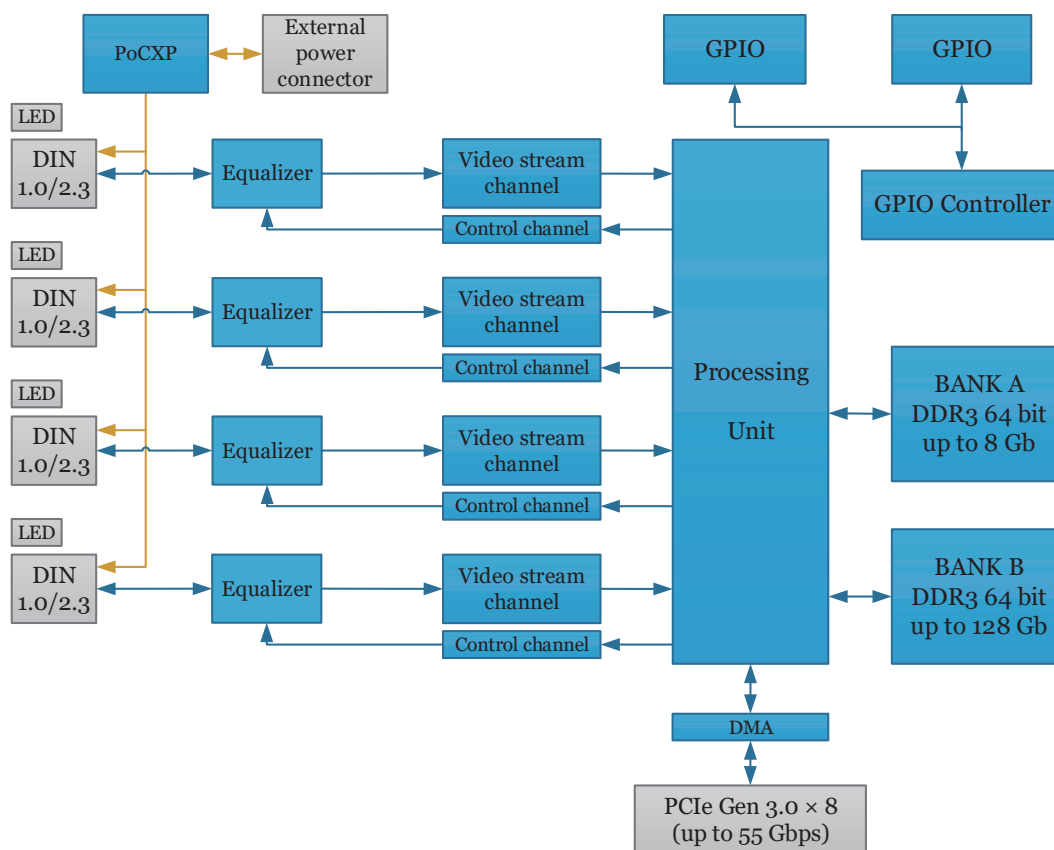 PoCXP
External
power
connector
GPIO
GPIO
LED
DIN
1.0/2.3
Equalizer
Video stream
channel
Control channel
GPIO Controller
LED
DIN
1.0/2.3
Equalizer
Video stream
channel
Control channel
Processing
Unit
BANK A
DDR3 64 bit
up to 8 Gb
LED
DIN
1.0/2.3
Equalizer
Video stream
channel
Control channel
BANK B
DDR3 64 bit
up to 128 Gb
LED
DIN
1.0/2.3
Equalizer
Video stream
channel
Control channel
DMA
PCIe Gen 3.0 × 8
(up to 55 Gbps)